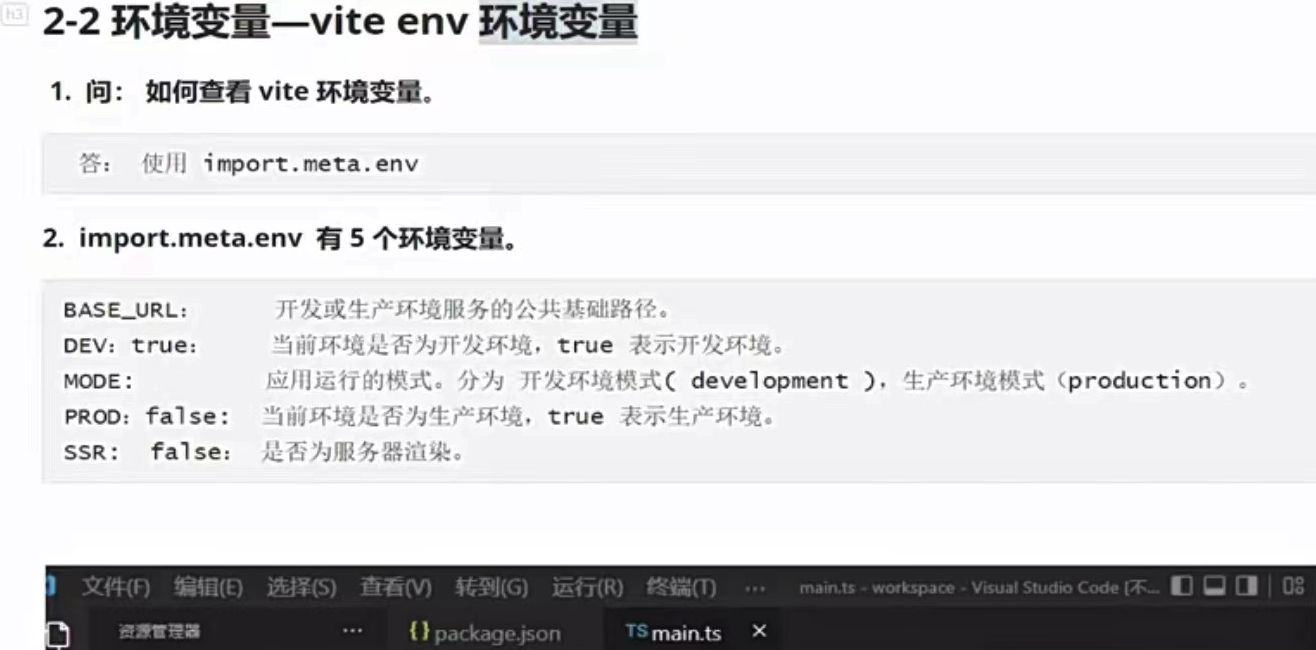 h3
2-2 环境变量—vite env 环境变量
1. 问： 如何查看 vite 环境变量。
答： 使用 import.meta.env
2. import.meta.env 有 5 个环境变量。
BASE_URL: 开发或生产环境服务的公共基础路径。
DEV: true: 当前环境是否为开发环境，true 表示开发环境。
MODE: 应用运行的模式。分为 开发环境模式( development )，生产环境模式（production）。
PROD: false: 当前环境是否为生产环境，true 表示生产环境。
SSR: false: 是否为服务器渲染。
文件(F) 编辑(E) 选择(S) 查看(V) 转到(G) 运行(R) 终端(T) ··· main.ts - workspace - Visual Studio Code [不...
资源管理器 ··· {} package.json TS main.ts ×